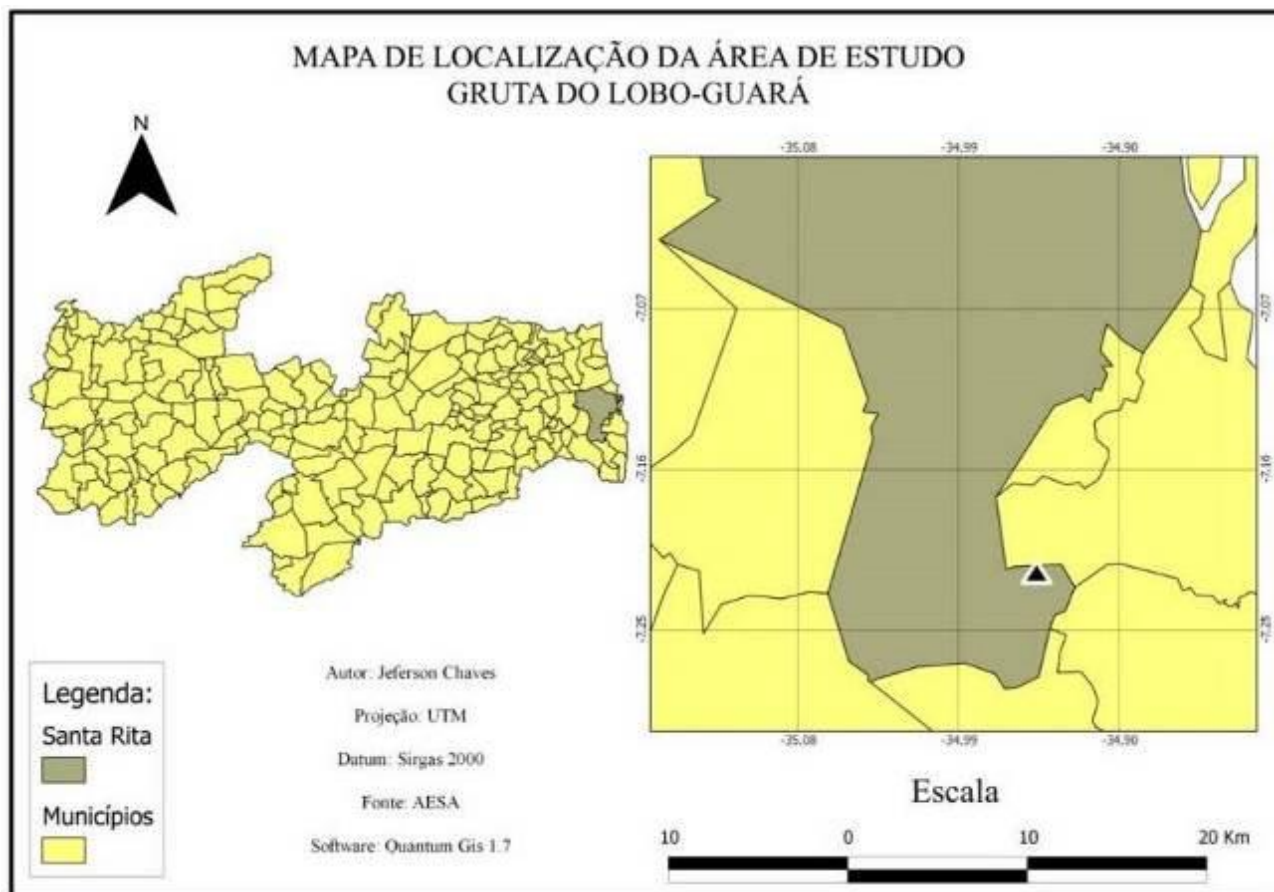 MAPA DE LOCALIZAÇÃO DA ÁREA DE ESTUDO
GRUTA DO LOBO-GUARÁ
N
-35.08 -34.99 -34.90
-7.07 -7.07
-7.16 -7.16
-7.25 -7.25
-35.08 -34.99 -34.90
Legenda:
Santa Rita
Municípios
Autor: Jeferson Chaves
Projeção: UTM
Datum: Sirgas 2000
Fonte: AESA
Software: Quantum Gis 1.7
Escala
10 0 10 20 Km